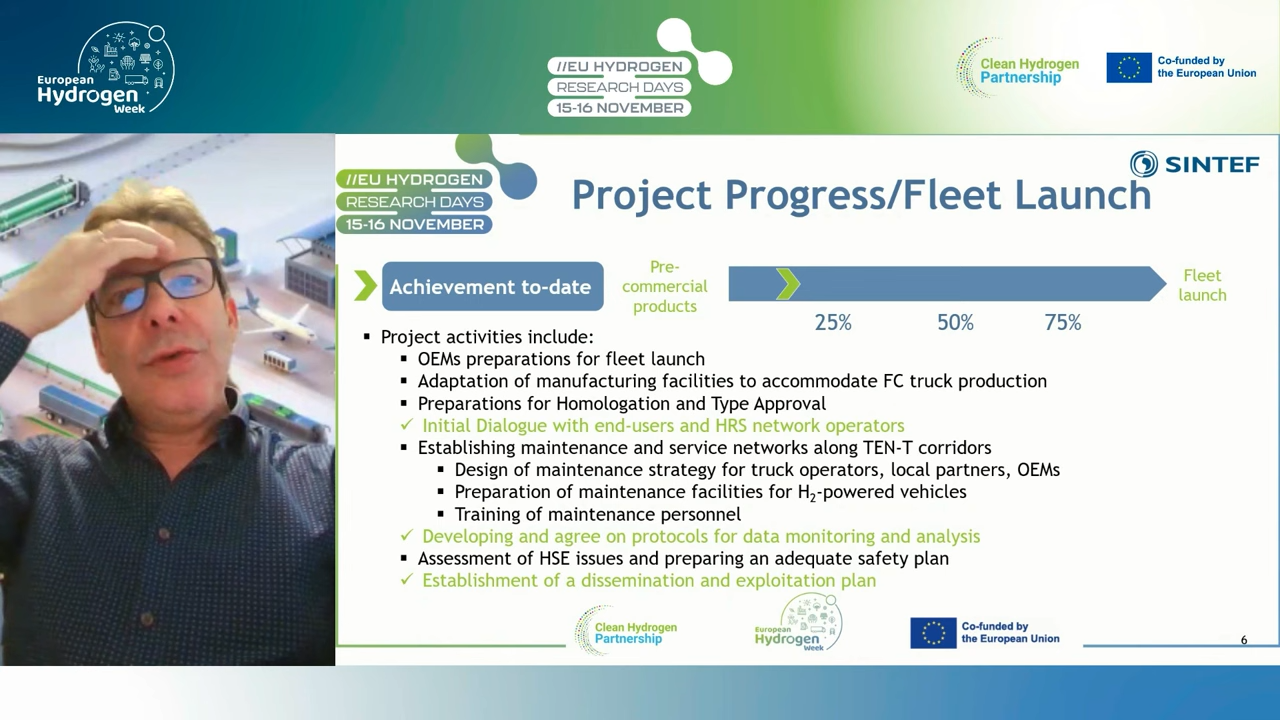 European
Hydrogen
Week
//EU HYDROGEN
RESEARCH DAYS
15-16 NOVEMBER
Clean Hydrogen
Partnership
Co-funded by
the European Union
//EU HYDROGEN
RESEARCH DAYS
15-16 NOVEMBER
SINTEF
Project Progress/Fleet Launch
Achievement to-date
Pre-
commercial
products
Fleet
launch
25% 50% 75%
▪ Project activities include:
▪ OEMs preparations for fleet launch
▪ Adaptation of manufacturing facilities to accommodate FC truck production
▪ Preparations for Homologation and Type Approval
✓ Initial Dialogue with end-users and HRS network operators
▪ Establishing maintenance and service networks along TEN-T corridors
▪ Design of maintenance strategy for truck operators, local partners, OEMs
▪ Preparation of maintenance facilities for H₂-powered vehicles
▪ Training of maintenance personnel
✓ Developing and agree on protocols for data monitoring and analysis
▪ Assessment of HSE issues and preparing an adequate safety plan
✓ Establishment of a dissemination and exploitation plan
Clean Hydrogen
Partnership
European
Hydrogen
Week
Co-funded by
the European Union
6